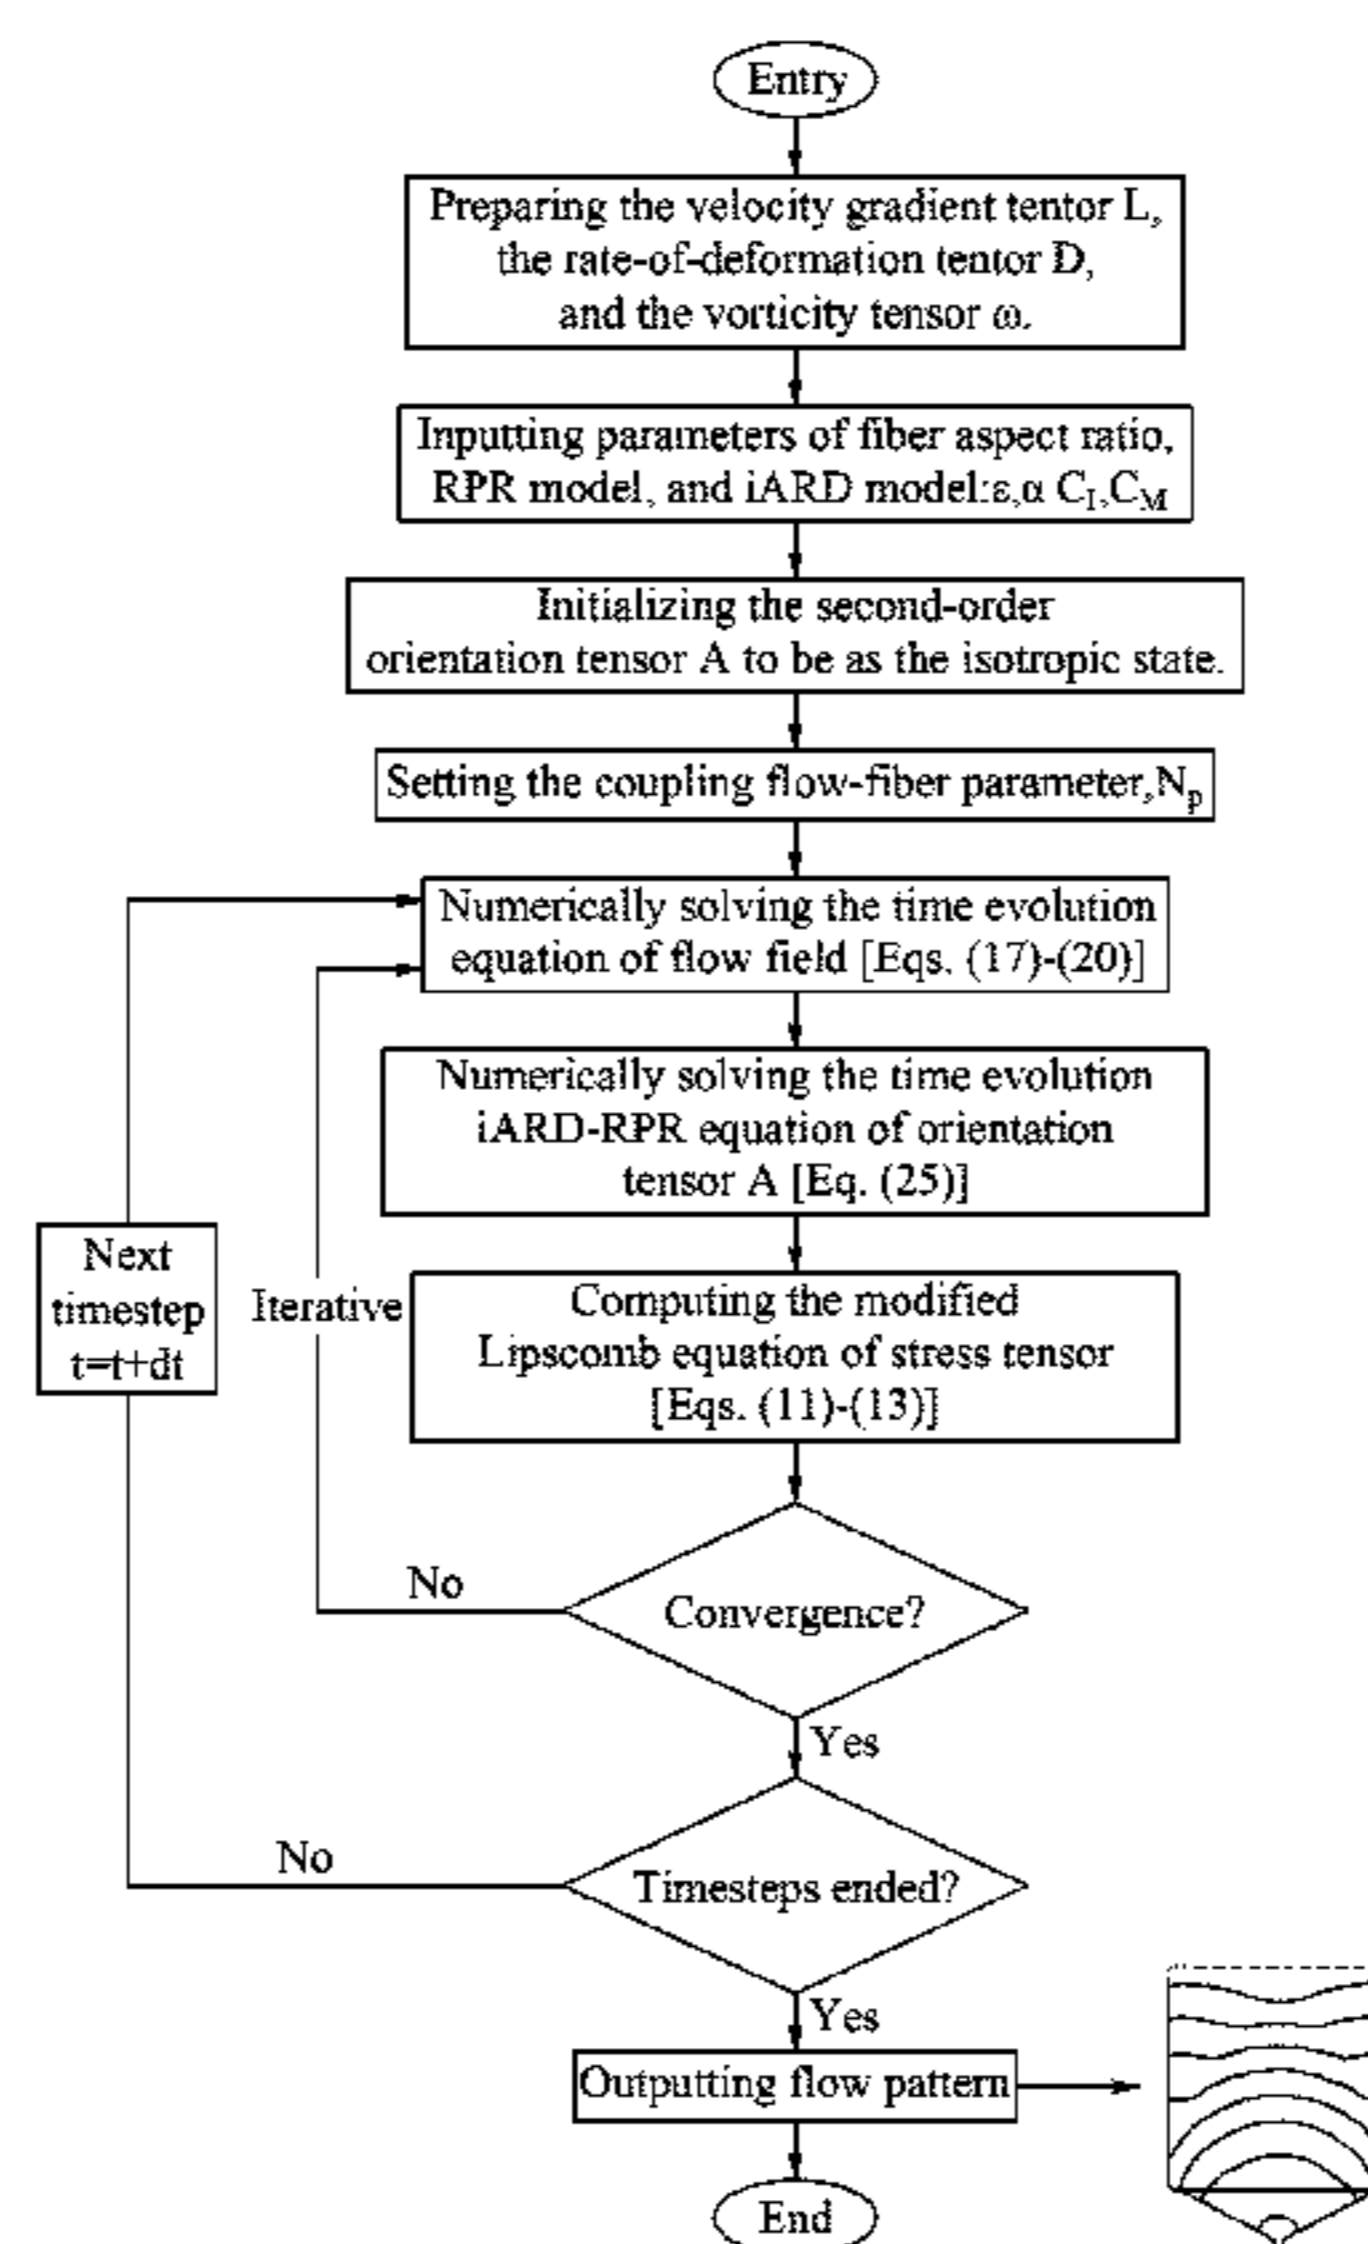 Entry
Preparing the velocity gradient tentor L,
the rate-of-deformation tentor D,
and the vorticity tensor ω.
Inputting parameters of fiber aspect ratio,
RPR model, and iARD model:ε,α C_I,C_M
Initializing the second-order
orientation tensor A to be as the isotropic state.
Setting the coupling flow-fiber parameter,N_p
Numerically solving the time evolution
equation of flow field [Eqs. (17)-(20)]
Numerically solving the time evolution
iARD-RPR equation of orientation
tensor A [Eq. (25)]
Next
timestep
t=t+dt
Iterative
Computing the modified
Lipscomb equation of stress tensor
[Eqs. (11)-(13)]
No
Convergence?
Yes
No
Timesteps ended?
Yes
Outputting flow pattern
End